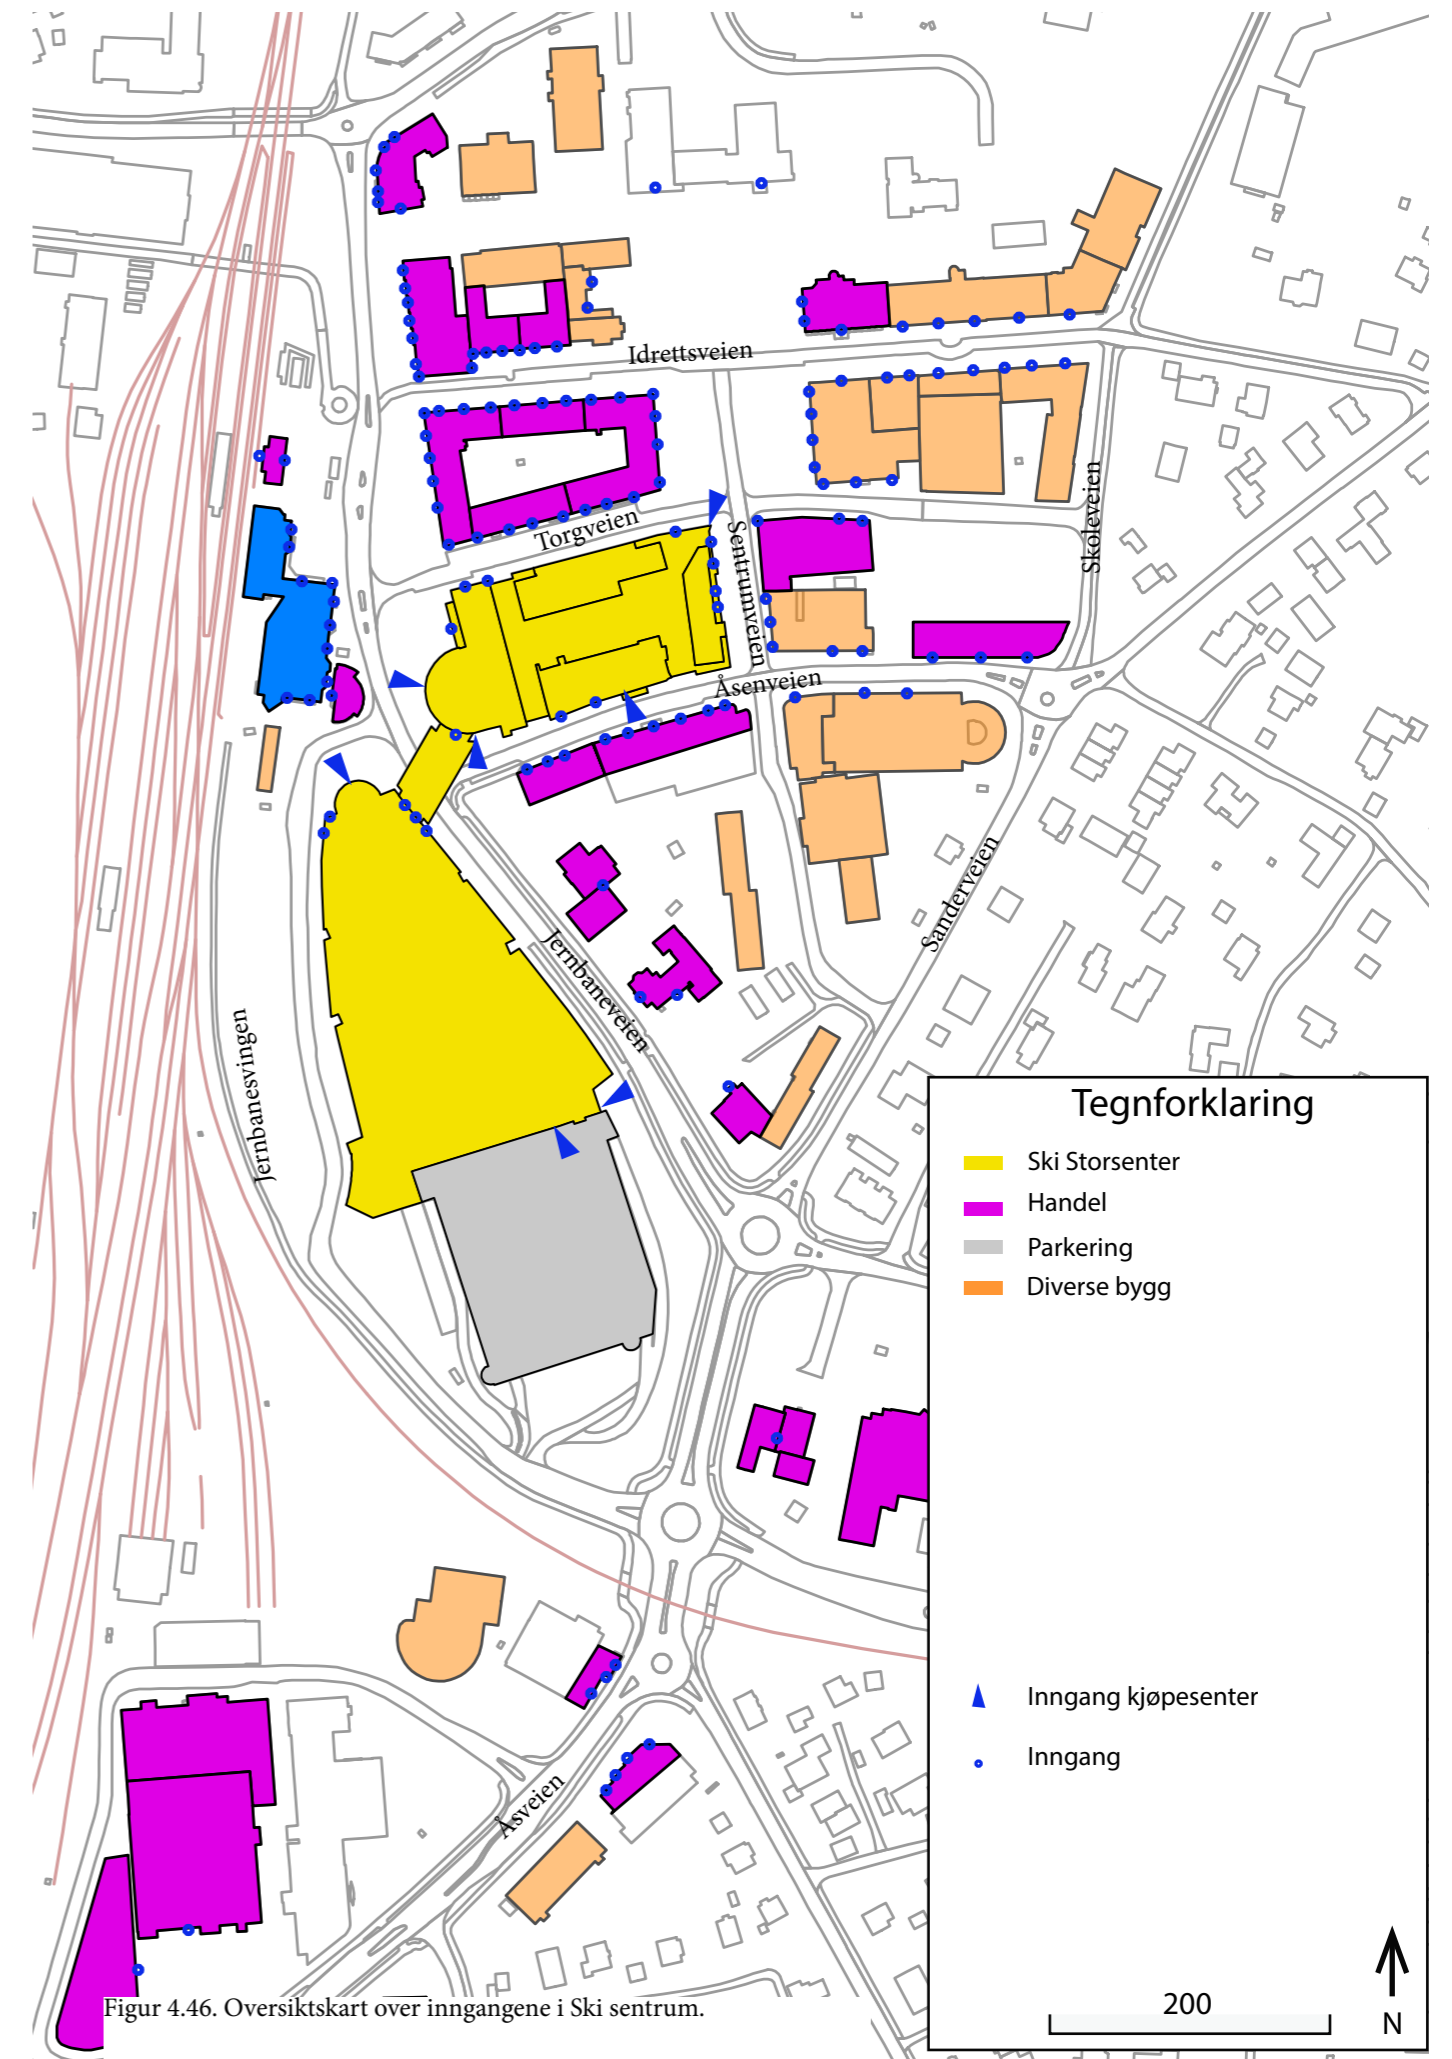 Idrettsveien
Torgveien
Sentrumveien
Skoleveien
Åsenveien
Sanderveien
Jernbaneveien
Jernbanesvingen
Åsveien
Tegnforklaring
Ski Storsenter
Handel
Parkering
Diverse bygg
Inngang kjøpesenter
Inngang
200
N
Figur 4.46. Oversiktskart over inngangene i Ski sentrum.